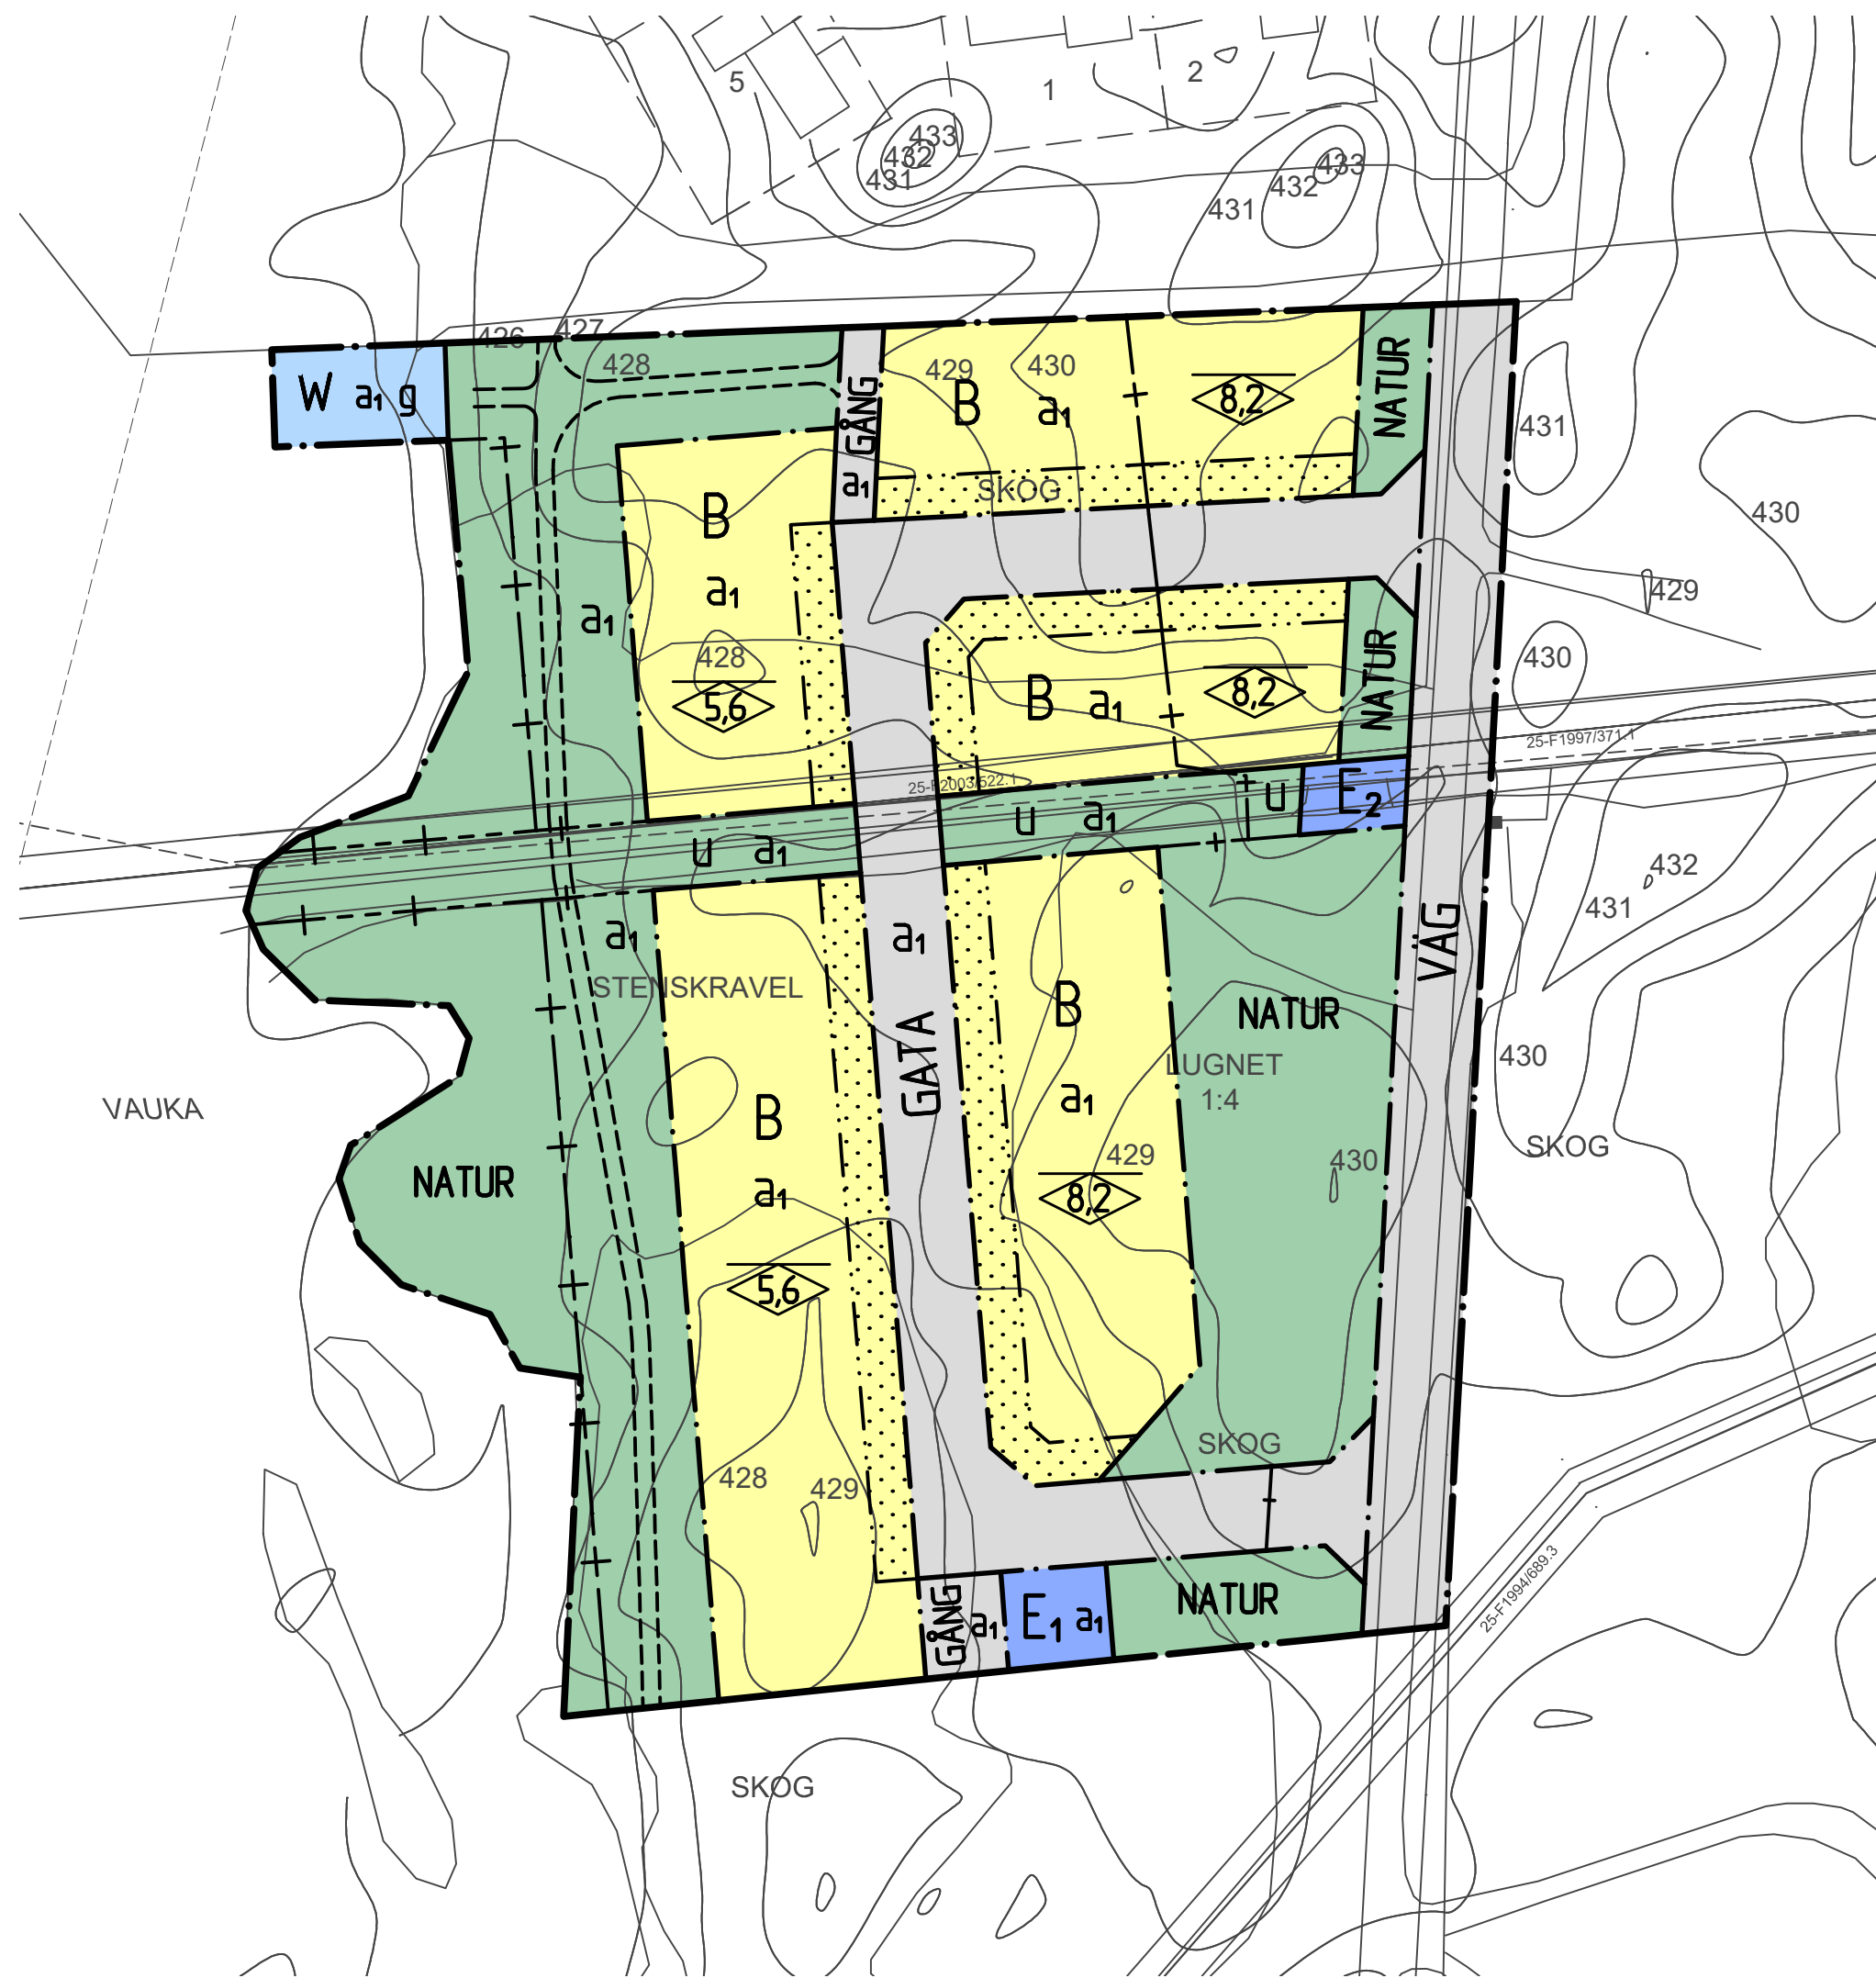 5
1
2
433
432
431
433
432
431
426
427
428
W a₁ g
GÅNG
a₁
429
430
B a₁
8,2
NATUR
431
430
SKOG
B
a₁
a₁
428
5,6
429
NATUR
B a₁
8,2
430
25-F1997/371.1
25-F2003/522.1
u a₁
u a₁
u
E₂
432
431
a₁
a₁
STENSKRAVEL
VÄG
B
a₁
NATUR
GATA
LUGNET
1:4
430
VAUKA
B
a₁
SKOG
429
8,2
430
NATUR
5,6
SKOG
428
429
25-F1994/689.3
GÅNG
a₁
E₁ a₁
NATUR
SKOG